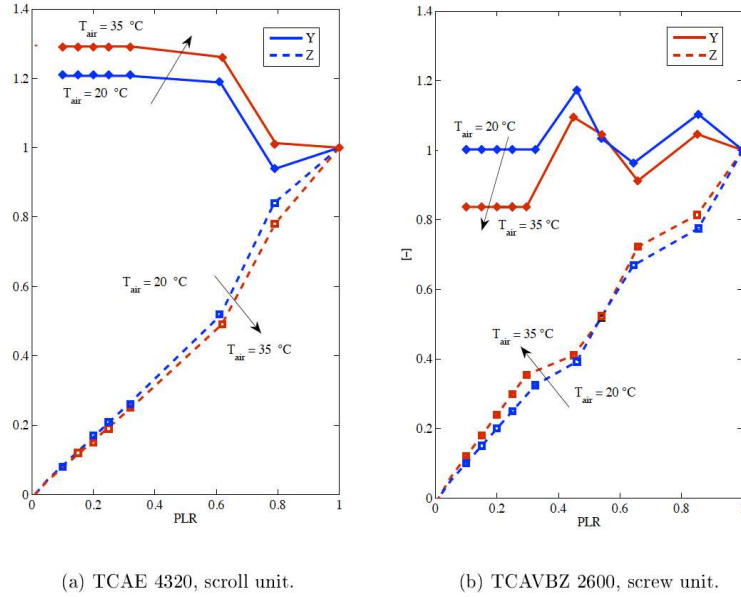 1.4
1.2
1
0.8
0.6
0.4
0.2
0
T_air = 35 °C
T_air = 20 °C
Y
Z
T_air = 20 °C
T_air = 35 °C
0.2
0.4
0.6
0.8
1
PLR
(a) TCAE 4320, scroll unit.
1.4
1.2
1
0.8
[-]
0.6
0.4
0.2
0
T_air = 20 °C
T_air = 35 °C
Y
Z
T_air = 35 °C
T_air = 20 °C
0.2
0.4
0.6
0.8
PLR
(b) TCAVBZ 2600, screw unit.